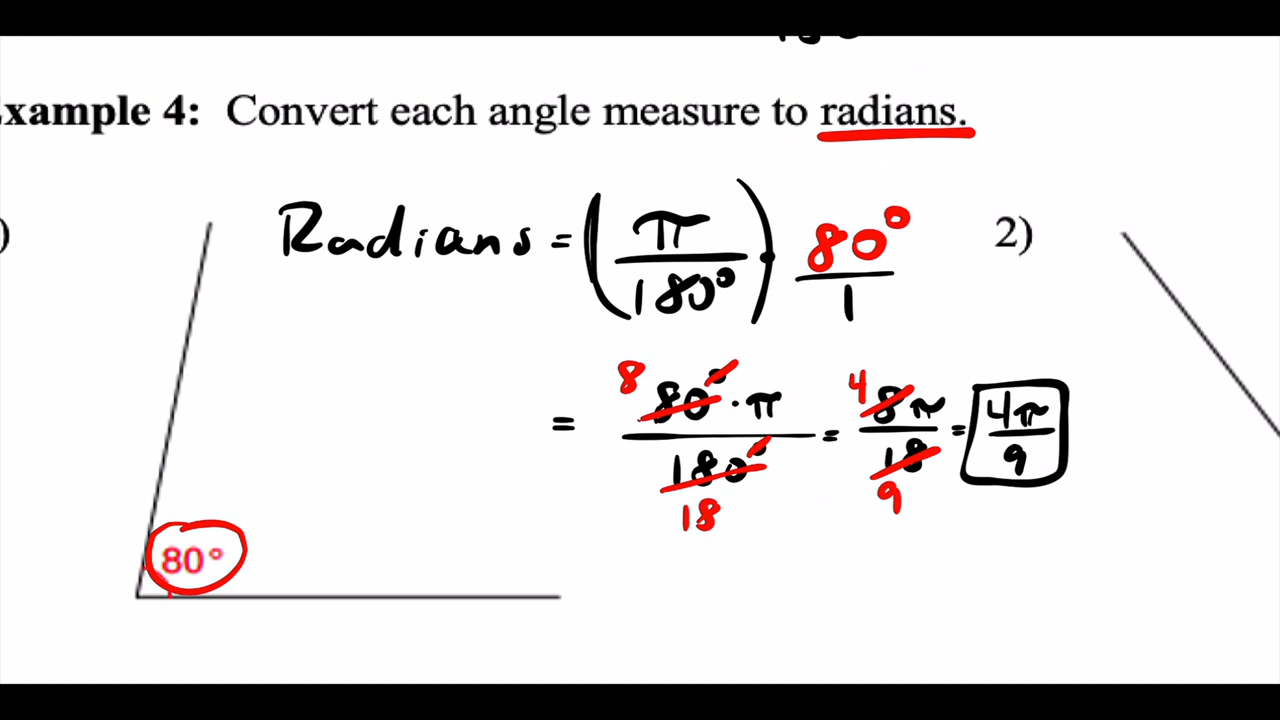 xample 4: Convert each angle measure to radians.
)
Radians = (π/180°) · 80°/1
2)
= 8 80° · π / 180° 18 = 4 8π / 18 9 = 4π/9
80°